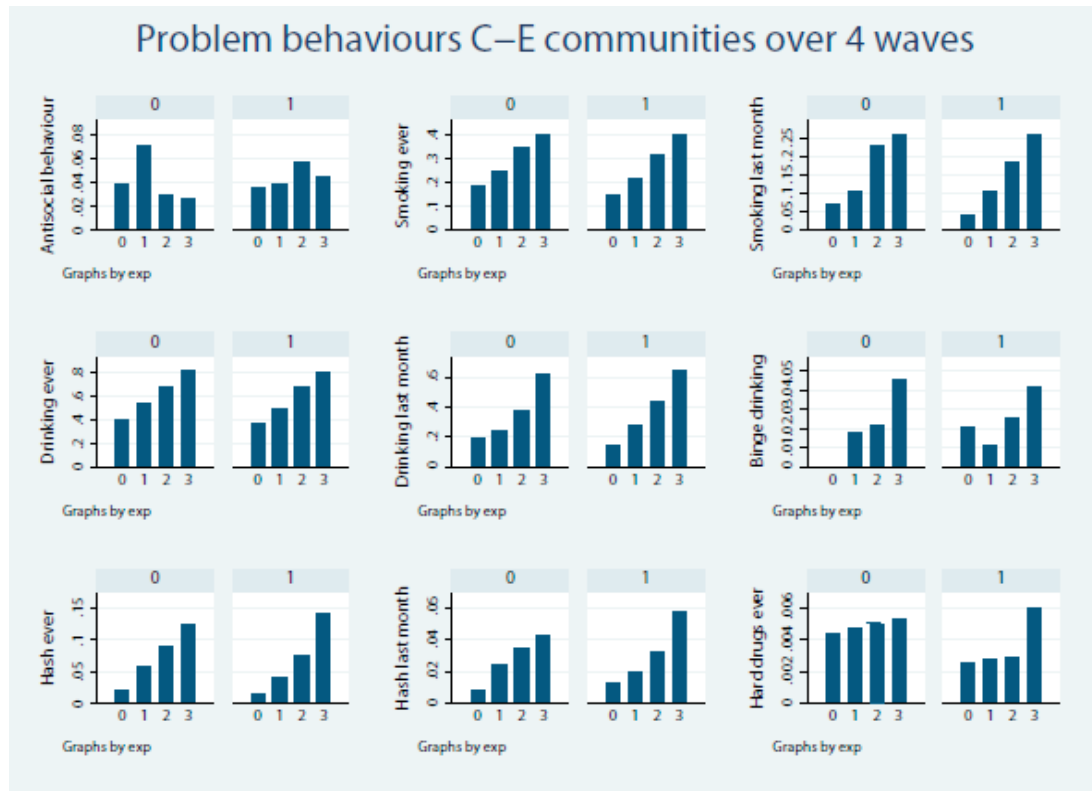 Problem behaviours C–E communities over 4 waves
Antisocial behaviour
0 .02 .04 .06 .08
0 1
0 1 2 3 0 1 2 3
Graphs by exp
Smoking ever
0 .1 .2 .3 .4
0 1
0 1 2 3 0 1 2 3
Graphs by exp
Smoking last month
0 .05 .1 .15 .2 .25
0 1
0 1 2 3 0 1 2 3
Graphs by exp
Drinking ever
0 .2 .4 .6 .8
0 1
0 1 2 3 0 1 2 3
Graphs by exp
Drinking last month
0 .2 .4 .6
0 1
0 1 2 3 0 1 2 3
Graphs by exp
Binge drinking
0 .01.02.03.04.05
0 1
0 1 2 3 0 1 2 3
Graphs by exp
Hash ever
0 .05 .1 .15
0 1
0 1 2 3 0 1 2 3
Graphs by exp
Hash last month
0 .02 .04 .06
0 1
0 1 2 3 0 1 2 3
Graphs by exp
Hard drugs ever
0 .002 .004 .006
0 1
0 1 2 3 0 1 2 3
Graphs by exp